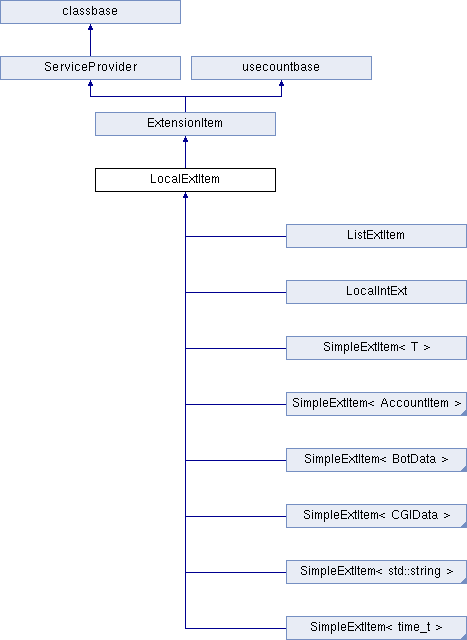 classbase
ServiceProvider
usecountbase
ExtensionItem
LocalExtItem
ListExtItem
LocalIntExt
SimpleExtItem< T >
SimpleExtItem< AccountItem >
SimpleExtItem< BotData >
SimpleExtItem< CGIData >
SimpleExtItem< std::string >
SimpleExtItem< time_t >